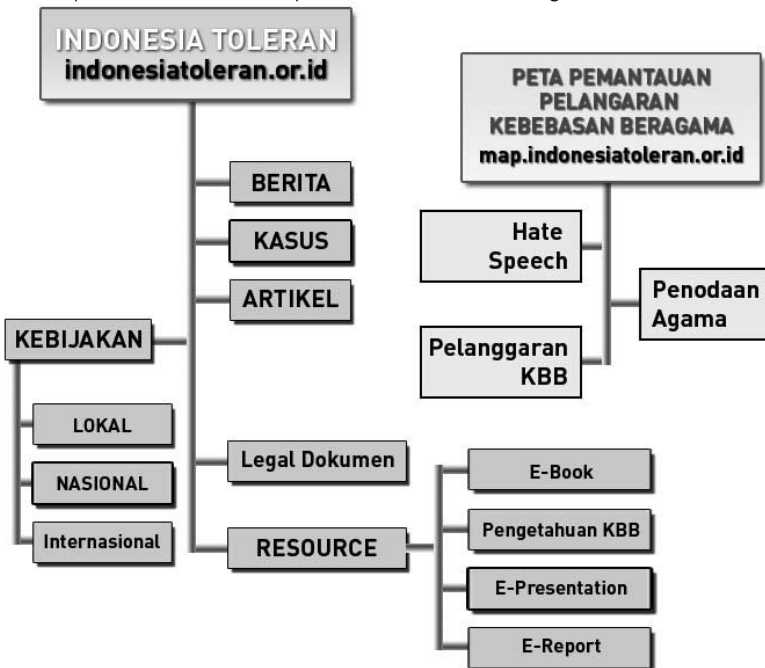 INDONESIA TOLERAN
indonesiatoleran.or.id
BERITA
KASUS
ARTIKEL
KEBIJAKAN
LOKAL
NASIONAL
Internasional
Legal Dokumen
RESOURCE
E-Book
Pengetahuan KBB
E-Presentation
E-Report
PETA PEMANTAUAN
PELANGARAN
KEBEBASAN BERAGAMA
map.indonesiatoleran.or.id
Hate
Speech
Penodaan
Agama
Pelanggaran
KBB